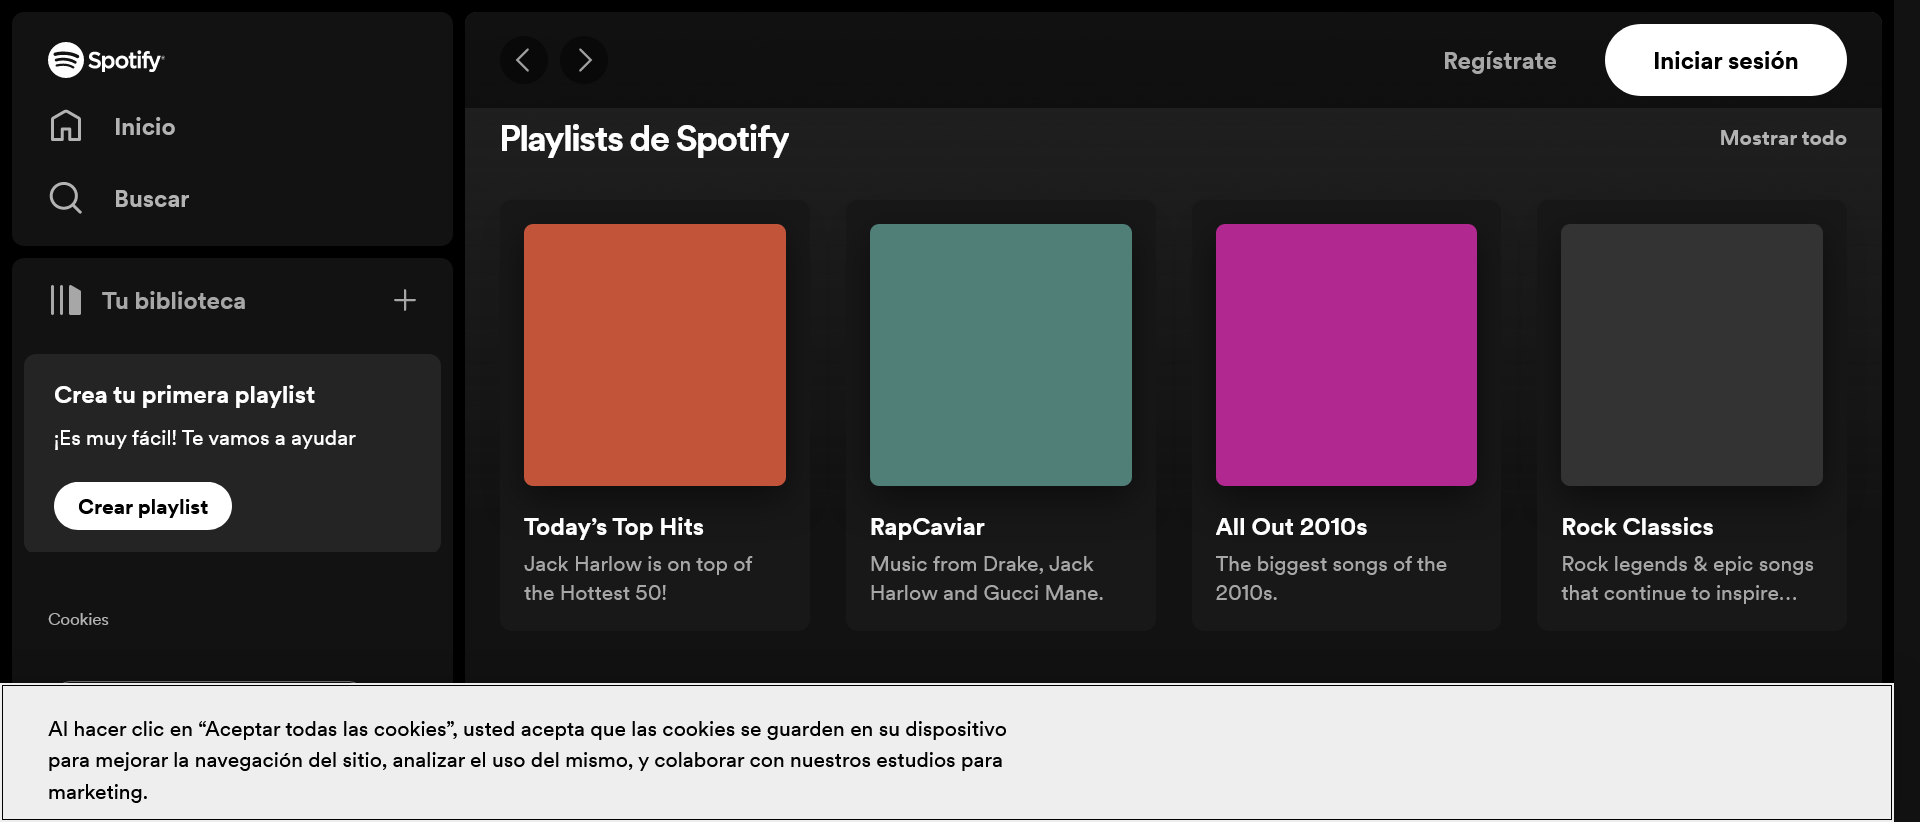 Spotify
Inicio
Buscar
Tu biblioteca
Crea tu primera playlist
¡Es muy fácil! Te vamos a ayudar
Crear playlist
Cookies
Regístrate
Iniciar sesión
Playlists de Spotify
Mostrar todo
Today’s Top Hits
Jack Harlow is on top of
the Hottest 50!
RapCaviar
Music from Drake, Jack
Harlow and Gucci Mane.
All Out 2010s
The biggest songs of the
2010s.
Rock Classics
Rock legends & epic songs
that continue to inspire…
Al hacer clic en “Aceptar todas las cookies”, usted acepta que las cookies se guarden en su dispositivo
para mejorar la navegación del sitio, analizar el uso del mismo, y colaborar con nuestros estudios para
marketing.